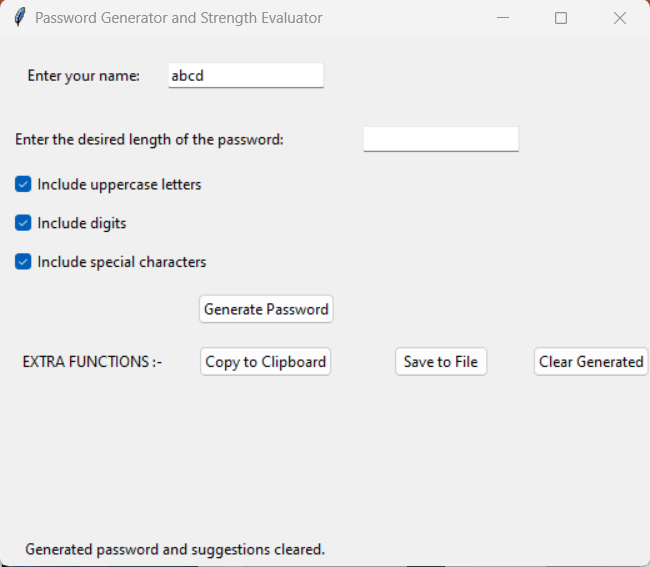 Password Generator and Strength Evaluator
Enter your name: abcd
Enter the desired length of the password:
Include uppercase letters
Include digits
Include special characters
Generate Password
EXTRA FUNCTIONS :- Copy to Clipboard Save to File Clear Generated
Generated password and suggestions cleared.